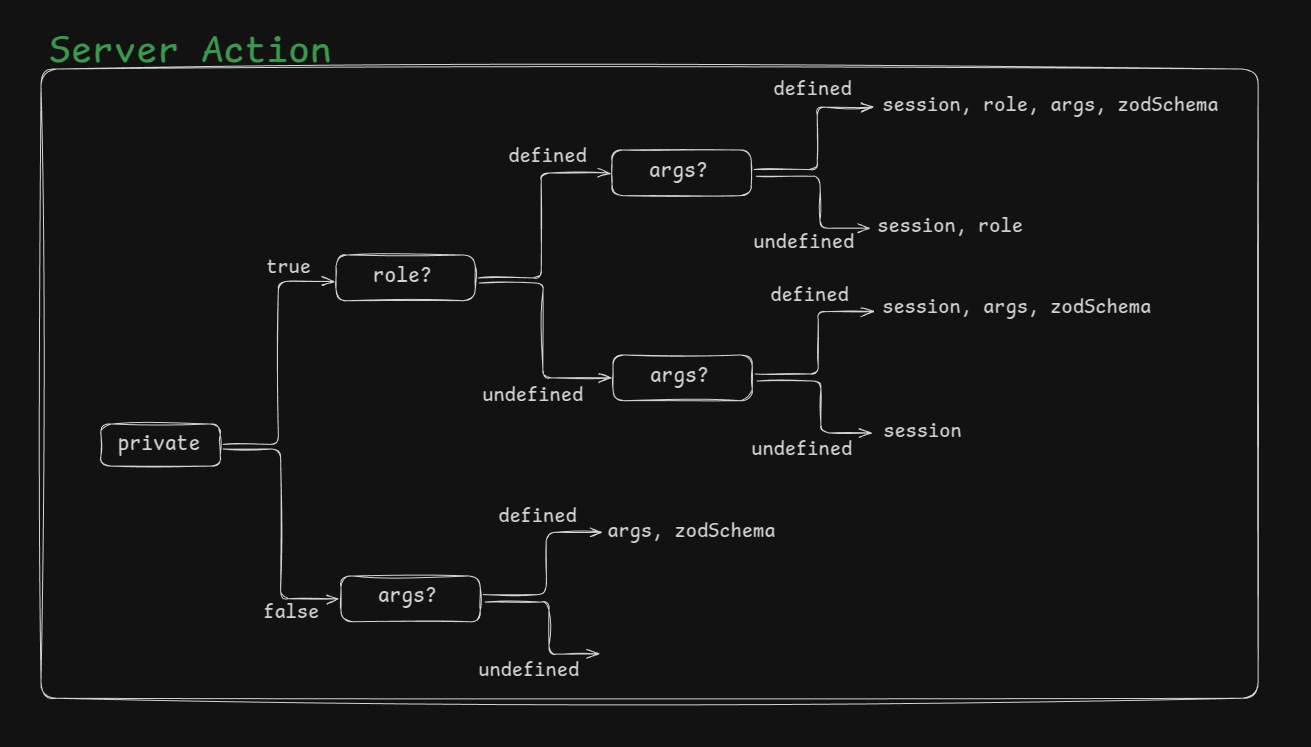 Server Action
defined
session, role, args, zodSchema
defined
args?
session, role
undefined
true
role?
defined
session, args, zodSchema
args?
undefined
session
undefined
private
defined
args, zodSchema
args?
false
undefined